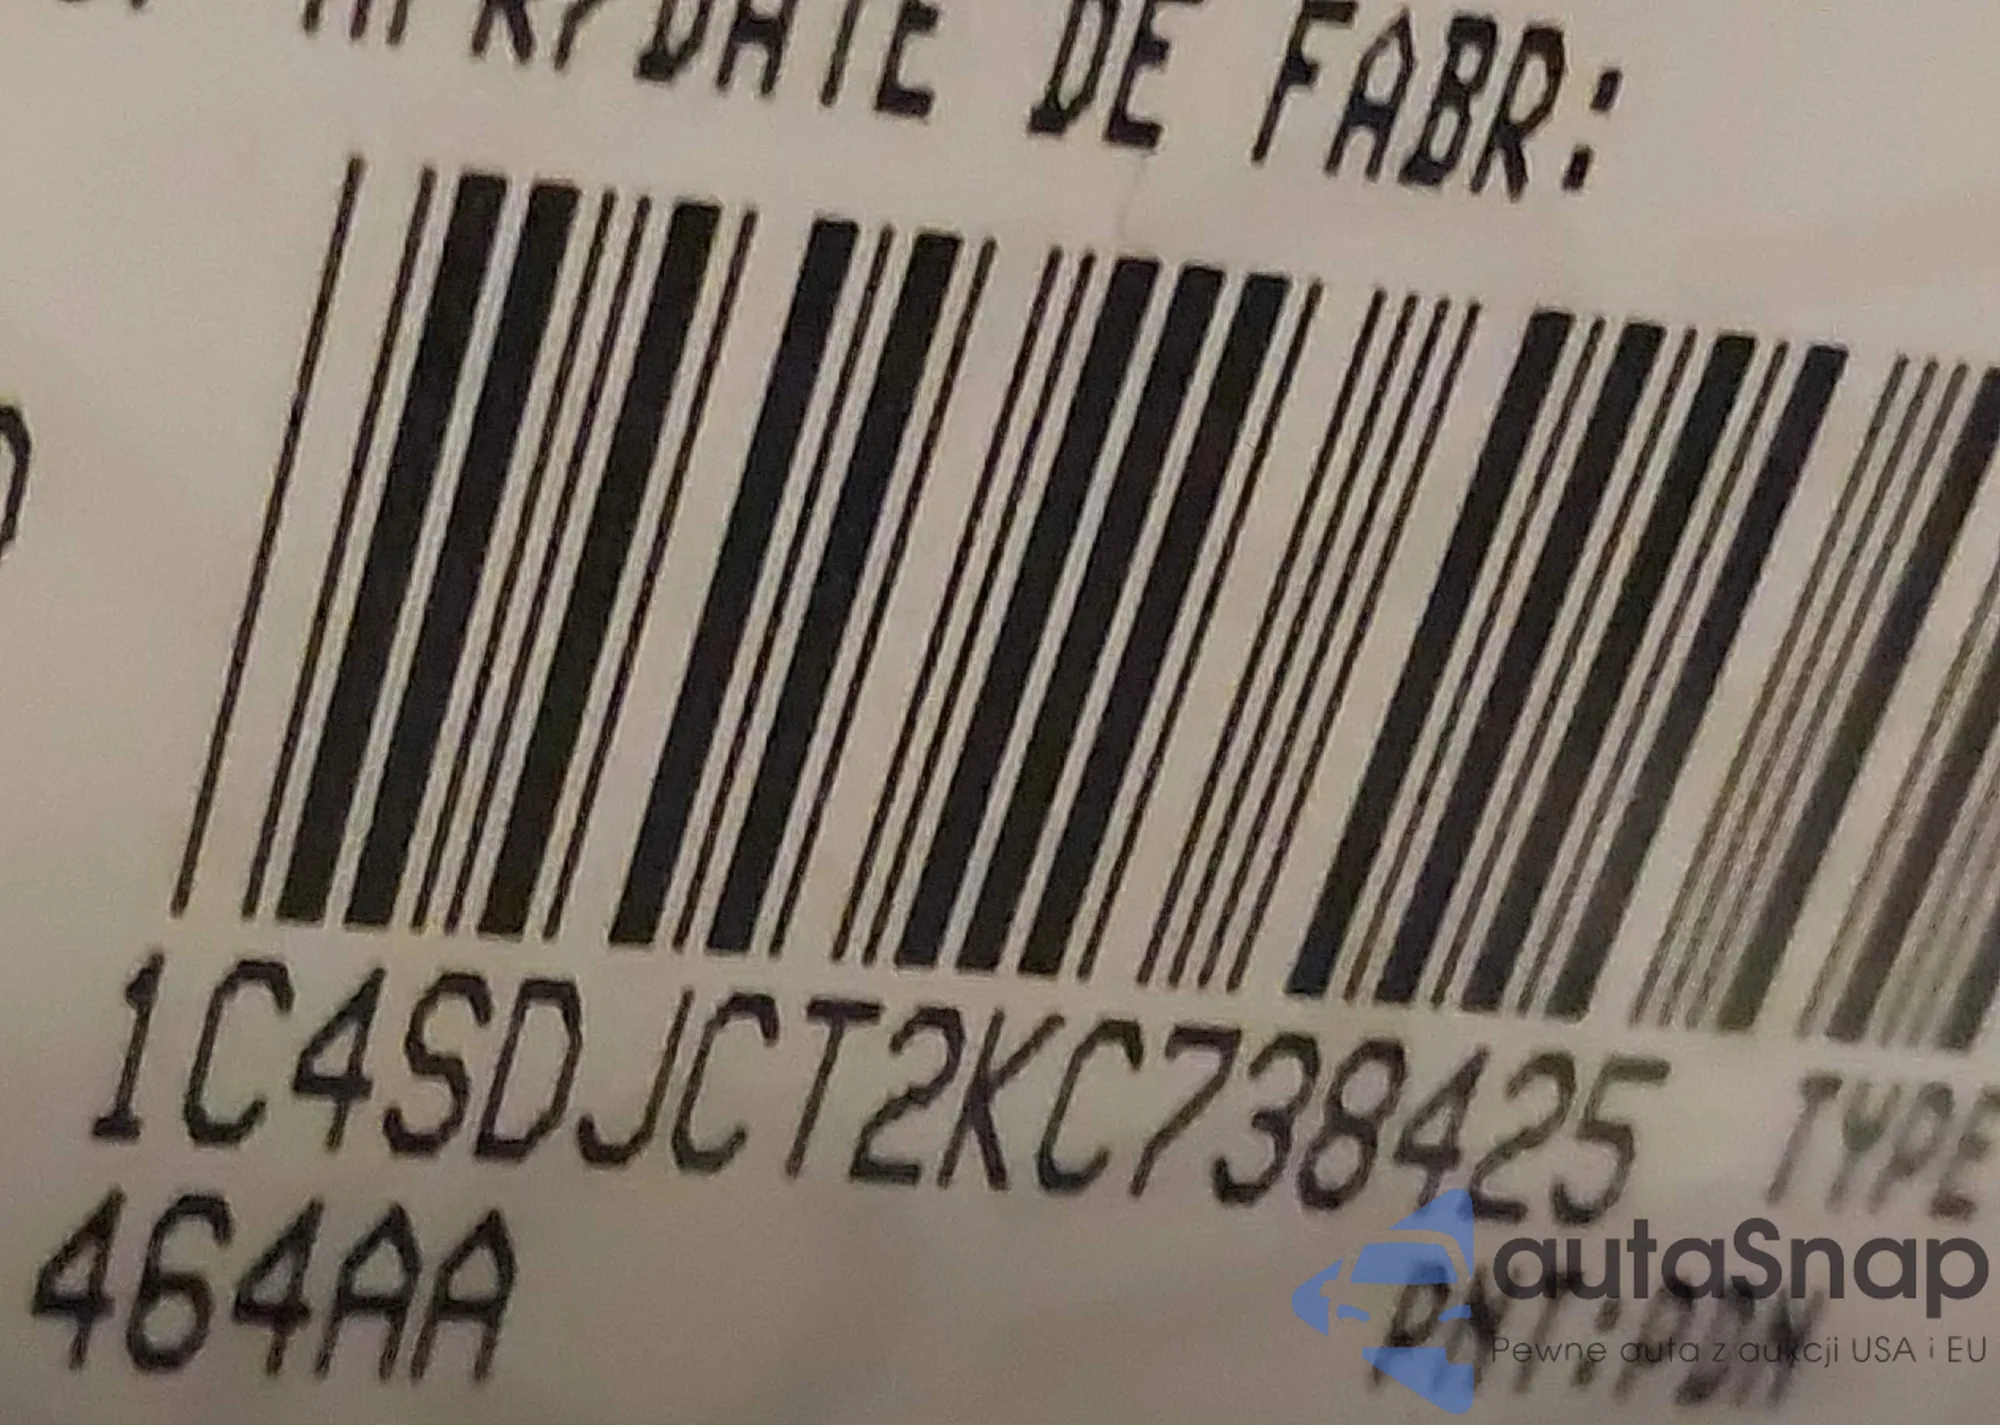 DATE DE FABR:
1C4SDJCT2KC738425 TYPE
464AA
autaSnap
Pewne auta z aukcji USA i EU